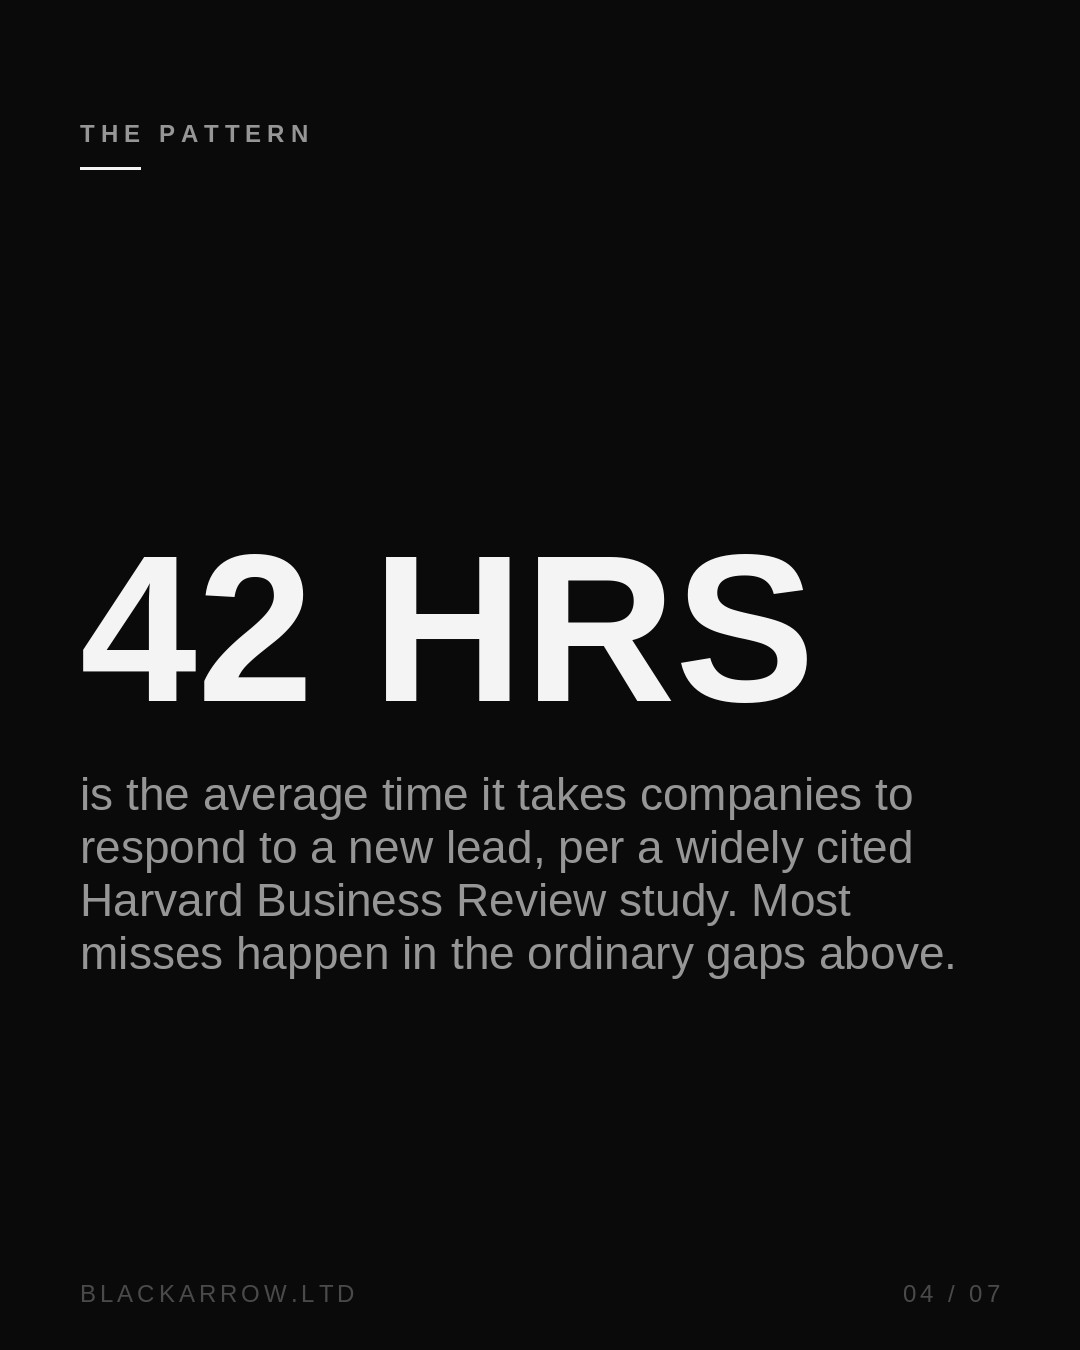 THE PATTERN
42 HRS
is the average time it takes companies to
respond to a new lead, per a widely cited
Harvard Business Review study. Most
misses happen in the ordinary gaps above.
BLACKARROW.LTD
04 / 07